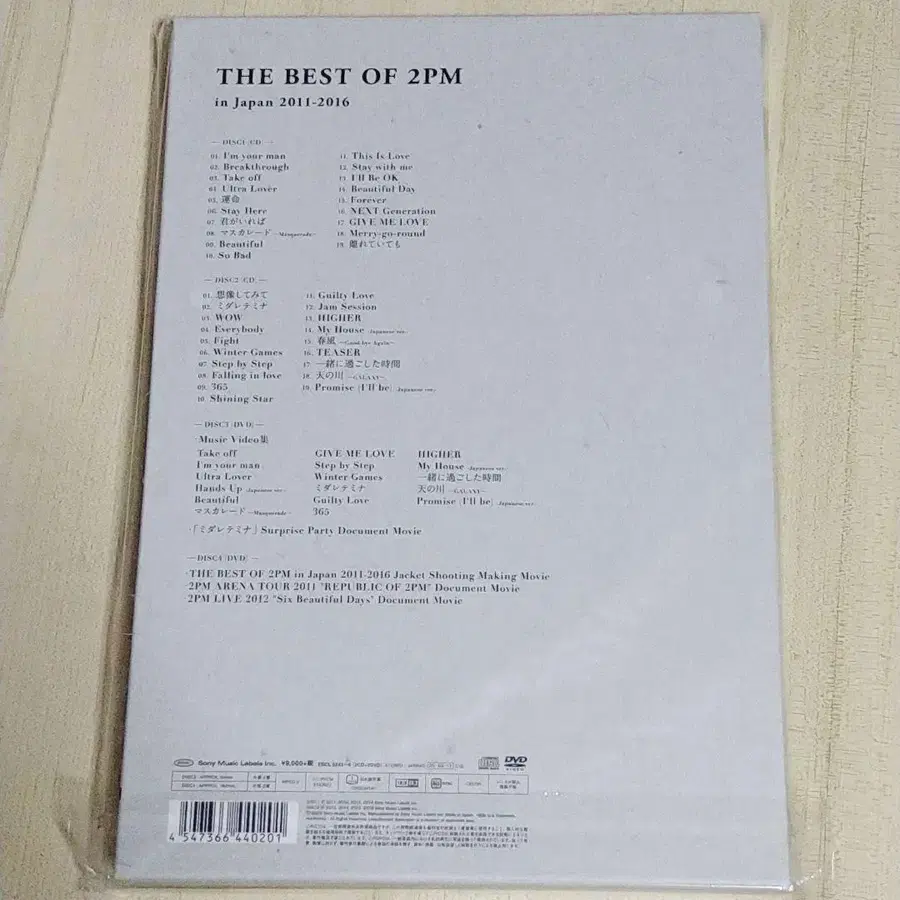 THE BEST OF 2PM
in Japan 2011-2016
— DISC1 CD —
01. I'm your man
02. Breakthrough
03. Take off
04. Ultra Lover
05. 運命
06. Stay Here
07. 君がいれば
08. マスカレード ~Masquerade~
09. Beautiful
10. So Bad
11. This Is Love
12. Stay with me
13. I'll Be OK
14. Beautiful Day
15. Forever
16. NEXT Generation
17. GIVE ME LOVE
18. Merry-go-round
19. 離れていても
— DISC2 CD —
01. 想像してみて
02. ミダレテミナ
03. WOW
04. Everybody
05. Fight
06. Winter Games
07. Step by Step
08. Falling in love
09. 365
10. Shining Star
11. Guilty Love
12. Jam Session
13. HIGHER
14. My House -Japanese ver.-
15. 春風 ~Good-bye Again~
16. TEASER
17. 一緒に過ごした時間
18. 天の川 ~GALAXY~
19. Promise (I'll be) -Japanese ver.-
— DISC3 (DVD) —
Music Video集
Take off
I'm your man
Ultra Lover
Hands Up -Japanese ver.-
Beautiful
マスカレード ~Masquerade~
GIVE ME LOVE
Step by Step
Winter Games
ミダレテミナ
Guilty Love
365
HIGHER
My House -Japanese ver.-
一緒に過ごした時間
天の川 ~GALAXY~
Promise (I'll be) -Japanese ver.-
・「ミダレテミナ」 Surprise Party Document Movie
— DISC4 (DVD) —
THE BEST OF 2PM in Japan 2011-2016 Jacket Shooting Making Movie
2PM ARENA TOUR 2011 "REPUBLIC OF 2PM" Document Movie
2PM LIVE 2012 "Six Beautiful Days" Document Movie
Sony Music Labels Inc. ¥9,000+税
DVD
4 547366 440201